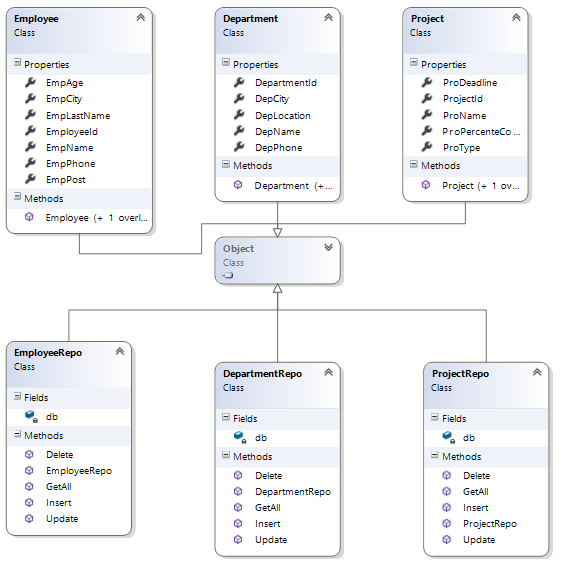 Employee
Class
Properties
EmpAge
EmpCity
EmpLastName
EmployeeId
EmpName
EmpPhone
EmpPost
Methods
Employee (+ 1 overl...
Department
Class
Properties
DepartmentId
DepCity
DepLocation
DepName
DepPhone
Methods
Department (+...
Project
Class
Properties
ProDeadline
ProjectId
ProName
ProPercenteCo...
ProType
Methods
Project (+ 1 ov...
Object
Class
EmployeeRepo
Class
Fields
db
Methods
Delete
EmployeeRepo
GetAll
Insert
Update
DepartmentRepo
Class
Fields
db
Methods
Delete
DepartmentRepo
GetAll
Insert
Update
ProjectRepo
Class
Fields
db
Methods
Delete
GetAll
Insert
ProjectRepo
Update